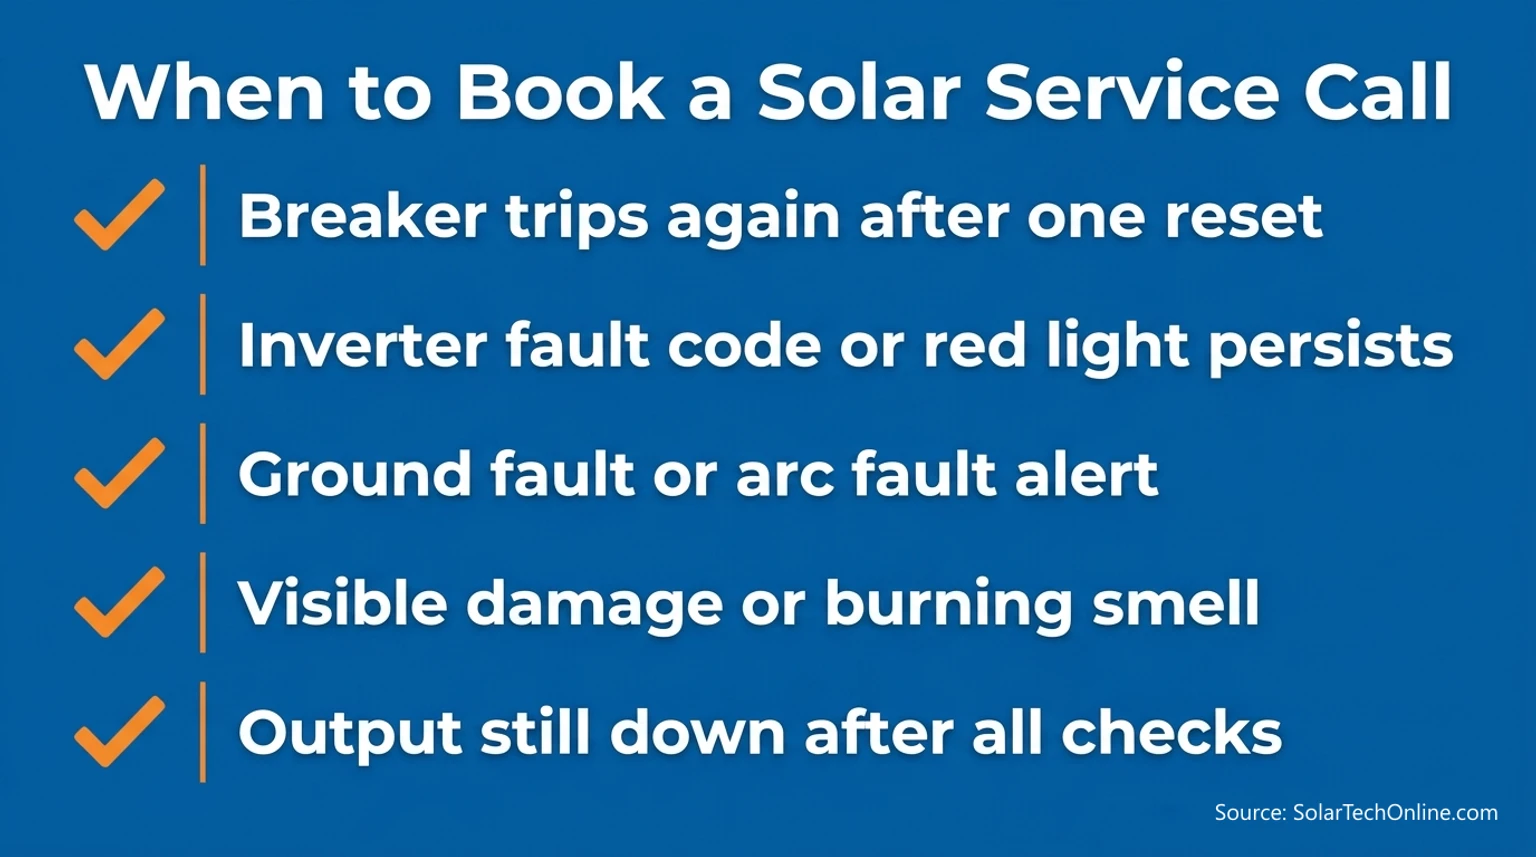 When to Book a Solar Service Call
Breaker trips again after one reset
Inverter fault code or red light persists
Ground fault or arc fault alert
Visible damage or burning smell
Output still down after all checks
Source: SolarTechOnline.com